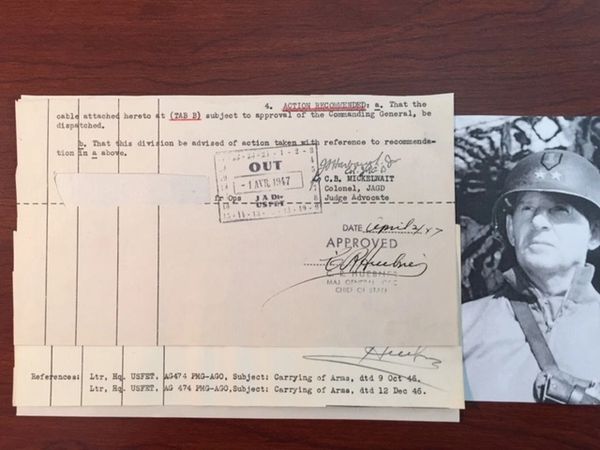 4. ACTION RECOMMENDED: a. That the
cable attached hereto at (TAB B) subject to approval of the Commanding General, be
dispatched.
b. That this division be advised of action taken with reference to recommenda-
tion in a above.
OUT
-1 AVR. 1947
J A Div
USFET
fr Ops
C.B. MICKELWAIT
Colonel, JAGD
Judge Advocate
DATE April 2/47
APPROVED
C R Huebner
C R HUEBNER
MAJ GENERAL GSC
CHIEF OF STAFF
References: Ltr, Hq. USFET, AG474 PMG-AGO, Subject: Carrying of Arms, dtd 9 Oct 46.
Ltr, Hq. USFET, AG 474 PMG-AGO, Subject: Carrying of Arms, dtd 12 Dec 46.